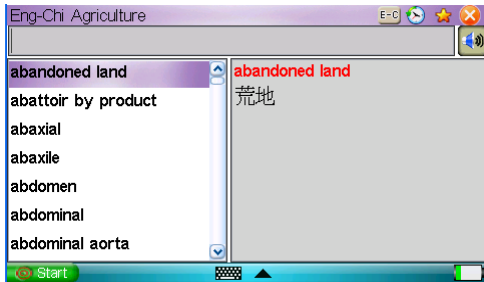 Eng-Chi Agriculture
E-C
abandoned land
abattoir by product
abaxial
abaxile
abdomen
abdominal
abdominal aorta
abandoned land
荒地
Start